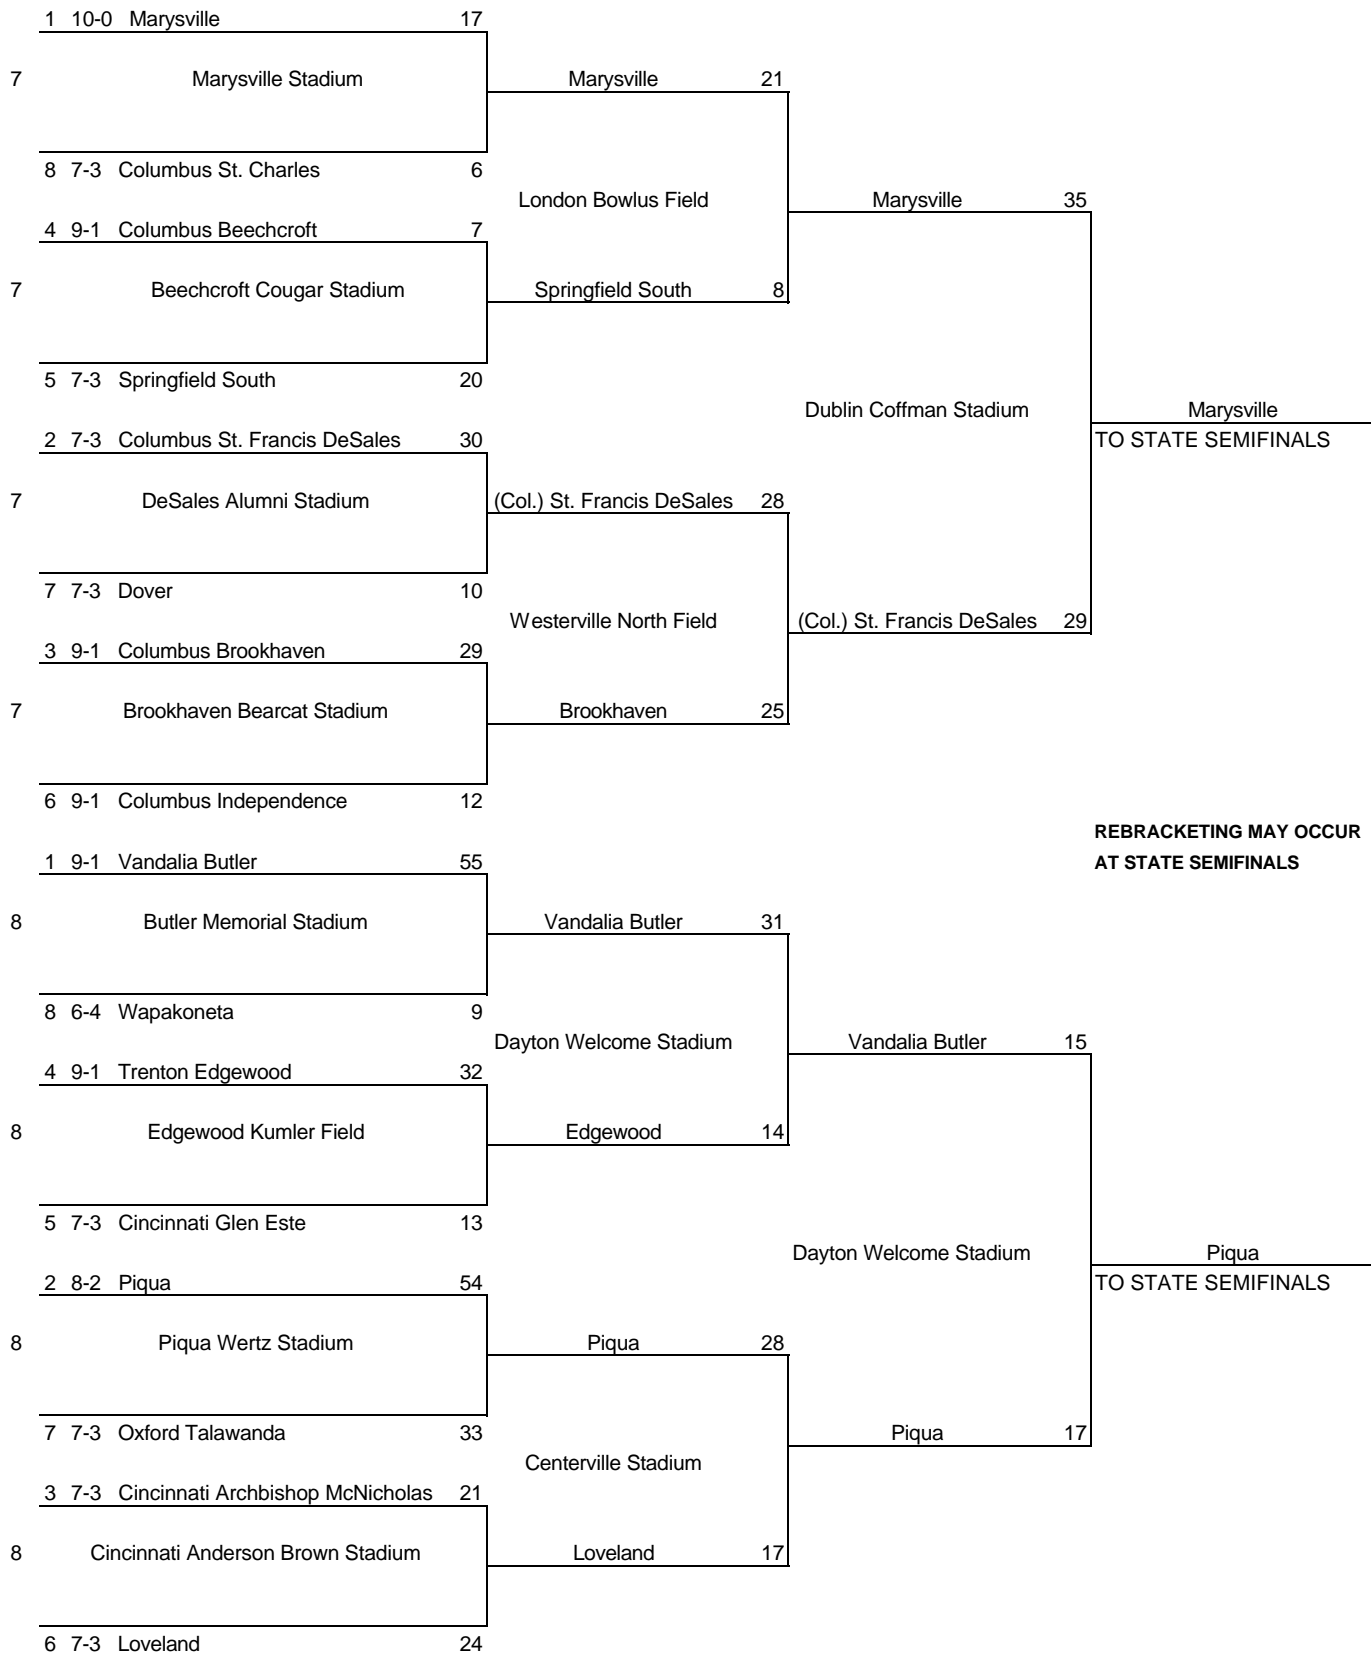 1 10-0 Marysville 17
7 Marysville Stadium Marysville 21
8 7-3 Columbus St. Charles 6
London Bowlus Field Marysville 35
4 9-1 Columbus Beechcroft 7
7 Beechcroft Cougar Stadium Springfield South 8
5 7-3 Springfield South 20
Dublin Coffman Stadium Marysville
2 7-3 Columbus St. Francis DeSales 30
TO STATE SEMIFINALS
7 DeSales Alumni Stadium (Col.) St. Francis DeSales 28
7 7-3 Dover 10
Westerville North Field (Col.) St. Francis DeSales 29
3 9-1 Columbus Brookhaven 29
7 Brookhaven Bearcat Stadium Brookhaven 25
6 9-1 Columbus Independence 12
REBRACKETING MAY OCCUR
1 9-1 Vandalia Butler 55
AT STATE SEMIFINALS
8 Butler Memorial Stadium Vandalia Butler 31
8 6-4 Wapakoneta 9
Dayton Welcome Stadium Vandalia Butler 15
4 9-1 Trenton Edgewood 32
8 Edgewood Kumler Field Edgewood 14
5 7-3 Cincinnati Glen Este 13
Dayton Welcome Stadium Piqua
2 8-2 Piqua 54
TO STATE SEMIFINALS
8 Piqua Wertz Stadium Piqua 28
7 7-3 Oxford Talawanda 33
Piqua 17
Centerville Stadium
3 7-3 Cincinnati Archbishop McNicholas 21
8 Cincinnati Anderson Brown Stadium Loveland 17
6 7-3 Loveland 24